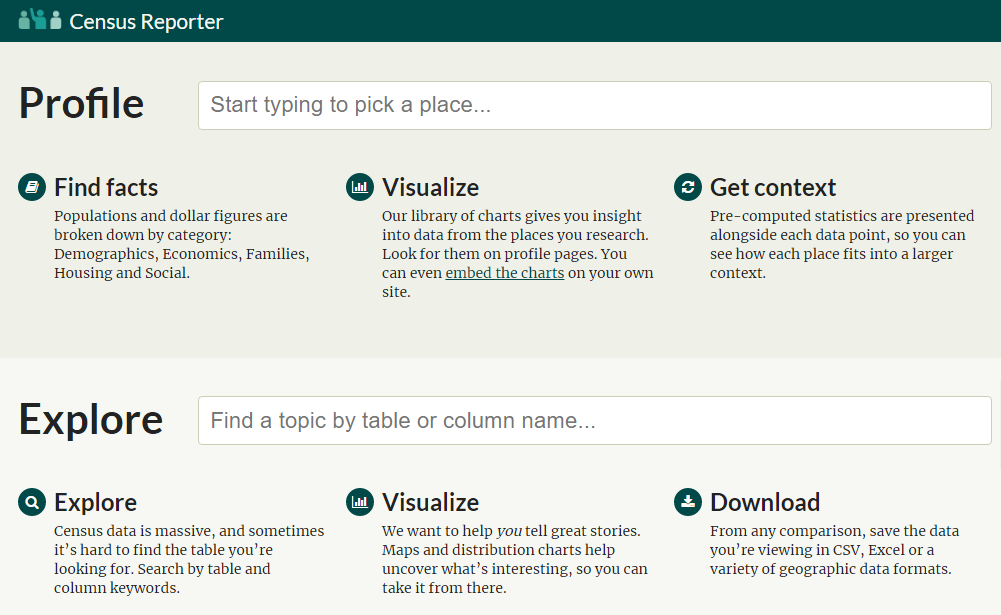 Census Reporter
Profile
Start typing to pick a place...
Find facts
Populations and dollar figures are
broken down by category:
Demographics, Economics, Families,
Housing and Social.
Visualize
Our library of charts gives you insight
into data from the places you research.
Look for them on profile pages. You
can even embed the charts on your own
site.
Get context
Pre-computed statistics are presented
alongside each data point, so you can
see how each place fits into a larger
context.
Explore
Find a topic by table or column name...
Explore
Census data is massive, and sometimes
it’s hard to find the table you’re
looking for. Search by table and
column keywords.
Visualize
We want to help you tell great stories.
Maps and distribution charts help
uncover what’s interesting, so you can
take it from there.
Download
From any comparison, save the data
you’re viewing in CSV, Excel or a
variety of geographic data formats.